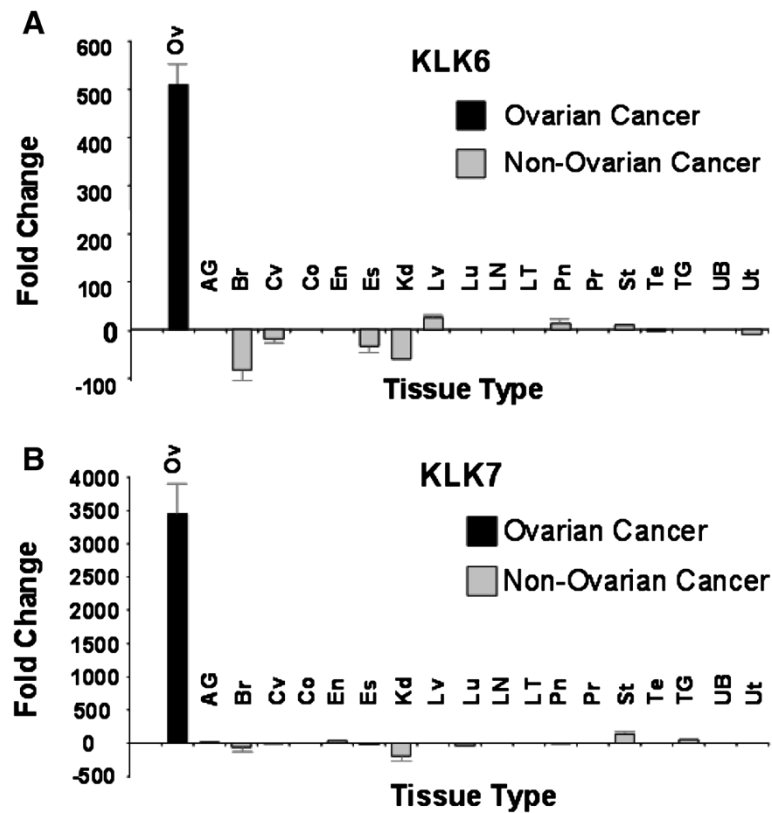 A
KLK6
Ovarian Cancer
Non-Ovarian Cancer
Fold Change
600
500
400
300
200
100
0
-100
Ov
AG Br Cv Co En Es Kd Lv Lu LN LT Pn Pr St Te TG UB Ut
Tissue Type
B
KLK7
Ovarian Cancer
Non-Ovarian Cancer
Fold Change
4000
3500
3000
2500
2000
1500
1000
500
0
-500
Ov
AG Br Cv Co En Es Kd Lv Lu LN LT Pn Pr St Te TG UB Ut
Tissue Type